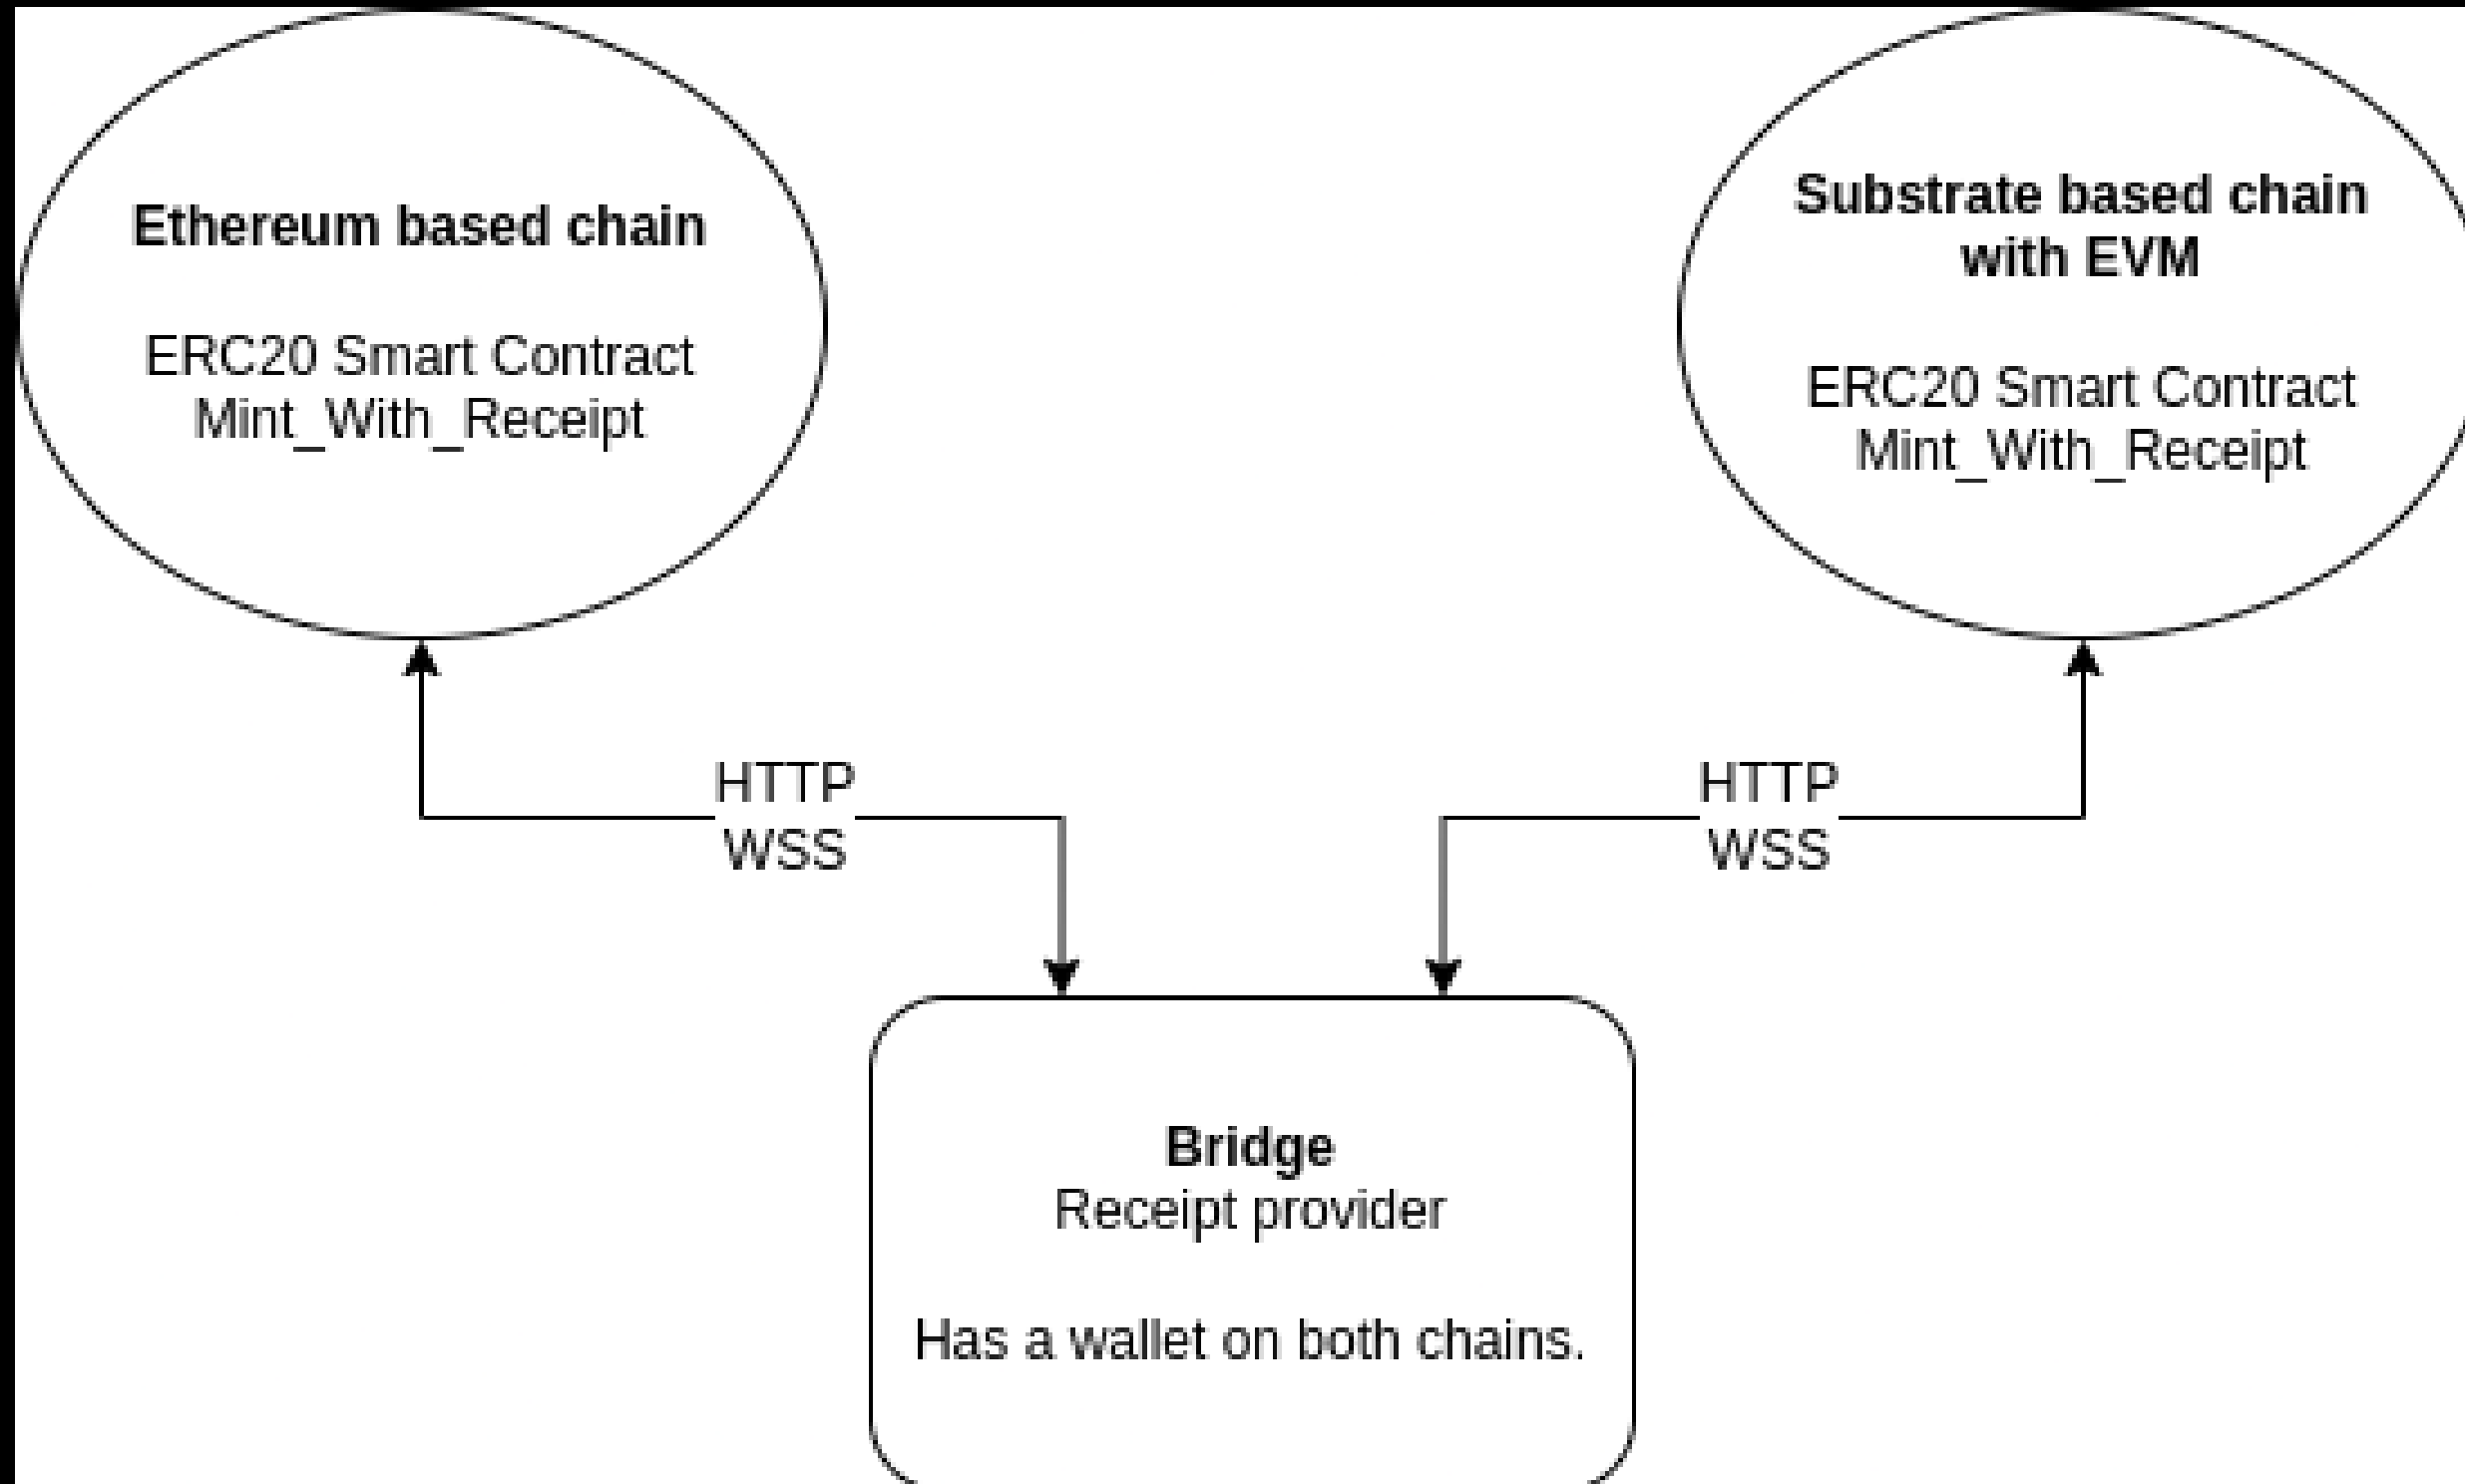 Ethereum based chain
ERC20 Smart Contract
Mint_With_Receipt
Substrate based chain
with EVM
ERC20 Smart Contract
Mint_With_Receipt
HTTP
WSS
HTTP
WSS
Bridge
Receipt provider
Has a wallet on both chains.